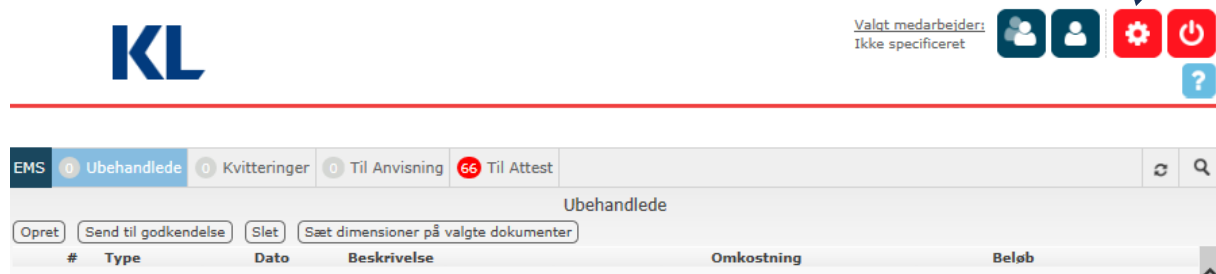 KL
Valgt medarbejder:
Ikke specificeret
?
EMS 0 Ubehandlede 0 Kvitteringer 0 Til Anvisning 66 Til Attest
Ubehandlede
Opret Send til godkendelse Slet Sæt dimensioner på valgte dokumenter
# Type Dato Beskrivelse Omkostning Beløb